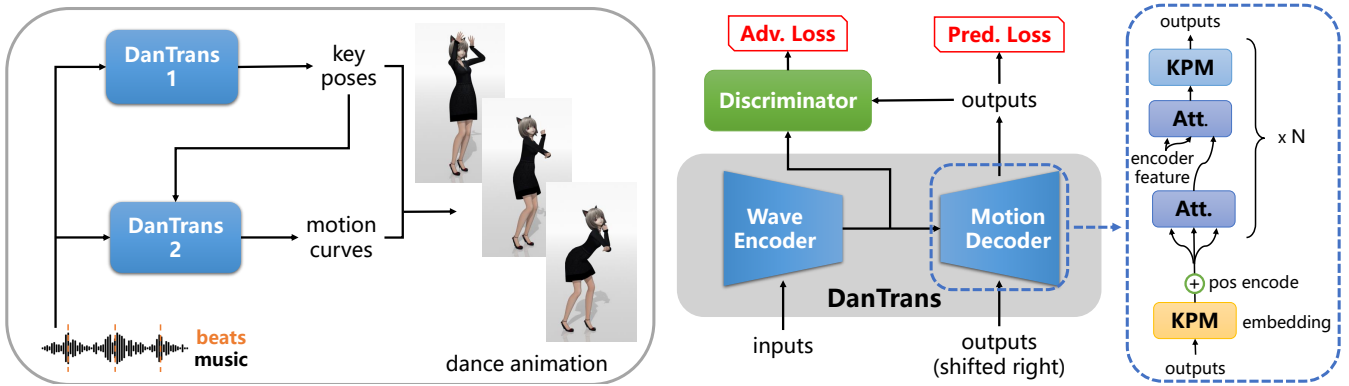 DanTrans
1
key
poses
DanTrans
2
motion
curves
beats
music
dance animation
Adv. Loss
Pred. Loss
Discriminator
outputs
Wave
Encoder
Motion
Decoder
DanTrans
inputs
outputs
(shifted right)
outputs
KPM
Att.
x N
encoder
feature
Att.
+ pos encode
KPM embedding
outputs